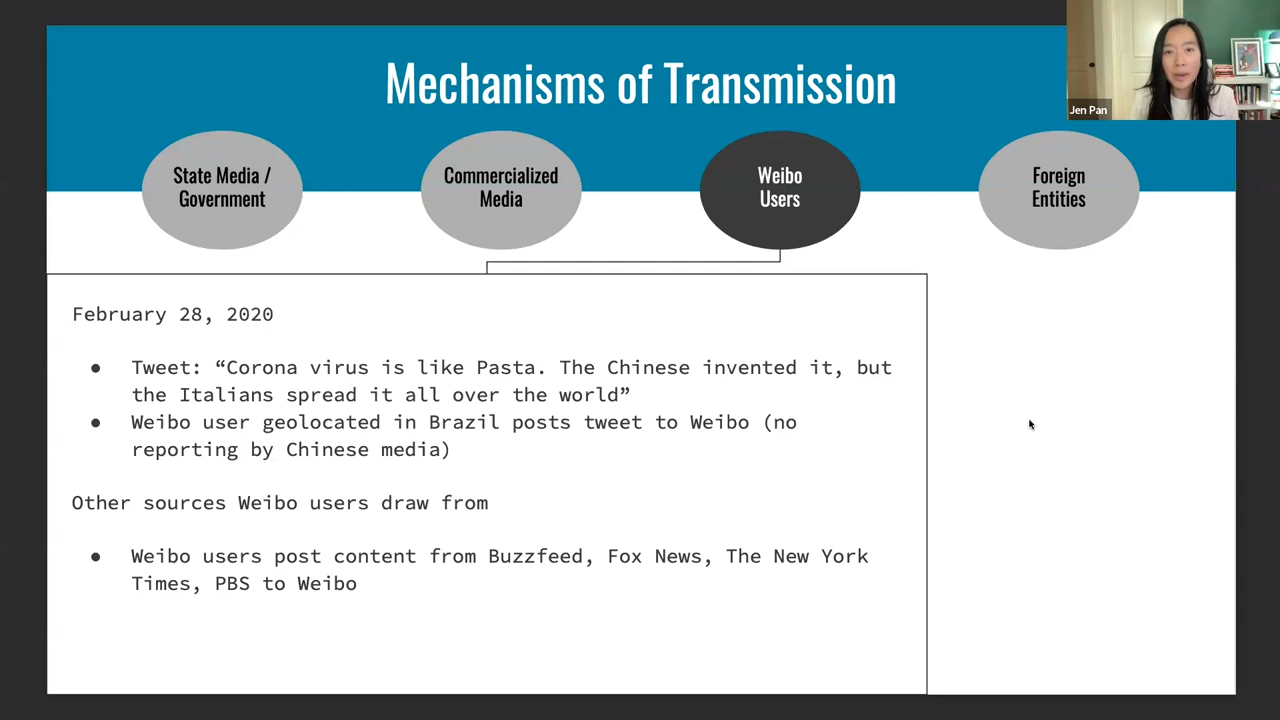 Mechanisms of Transmission
Jen Pan
State Media /
Government
Commercialized
Media
Weibo
Users
Foreign
Entities
February 28, 2020
● Tweet: “Corona virus is like Pasta. The Chinese invented it, but
the Italians spread it all over the world”
● Weibo user geolocated in Brazil posts tweet to Weibo (no
reporting by Chinese media)
Other sources Weibo users draw from
● Weibo users post content from Buzzfeed, Fox News, The New York
Times, PBS to Weibo